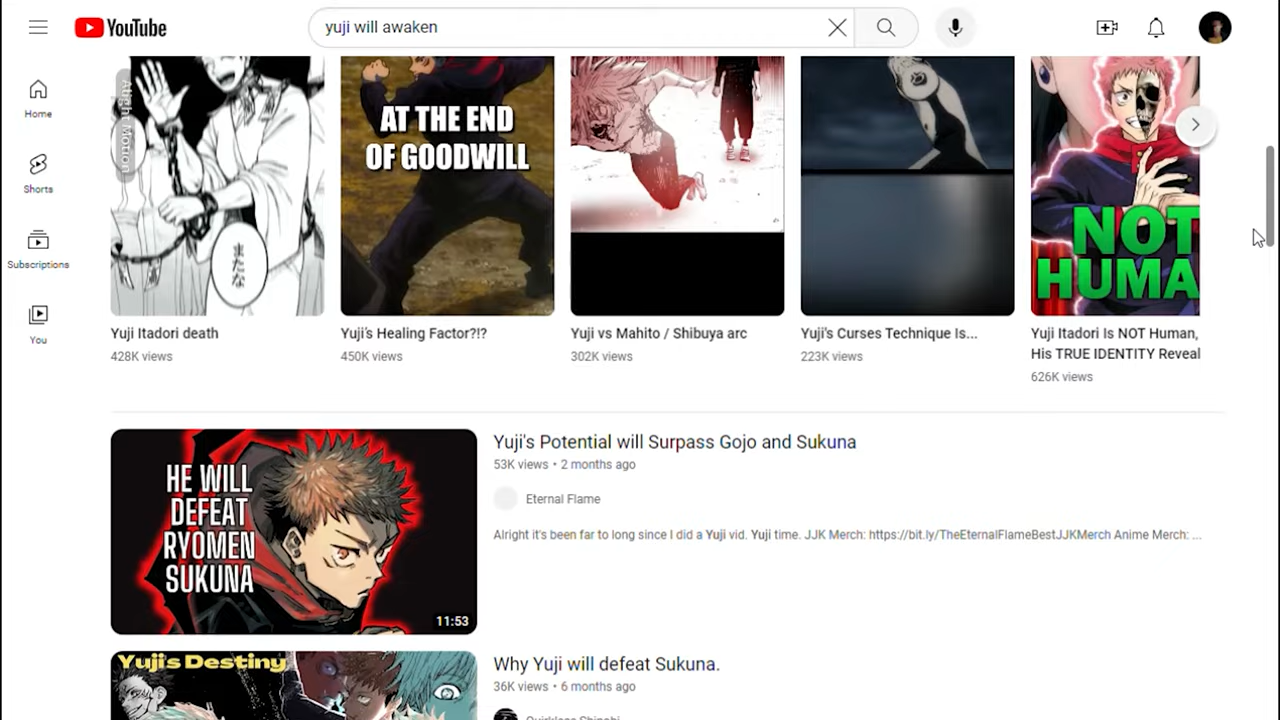 YouTube
yuji will awaken
Home
Shorts
Subscriptions
You
Alight Motion
またな
AT THE END
OF GOODWILL
NOT
HUMA
Yuji Itadori death
428K views
Yuji's Healing Factor?!?
450K views
Yuji vs Mahito / Shibuya arc
302K views
Yuji's Curses Technique Is...
223K views
Yuji Itadori Is NOT Human,
His TRUE IDENTITY Reveal
626K views
HE WILL
DEFEAT
RYOMEN
SUKUNA
11:53
Yuji's Potential will Surpass Gojo and Sukuna
53K views • 2 months ago
Eternal Flame
Alright it's been far to long since I did a Yuji vid. Yuji time. JJK Merch: https://bit.ly/TheEternalFlameBestJJKMerch Anime Merch: ...
Yuji's Destiny
Why Yuji will defeat Sukuna.
36K views • 6 months ago